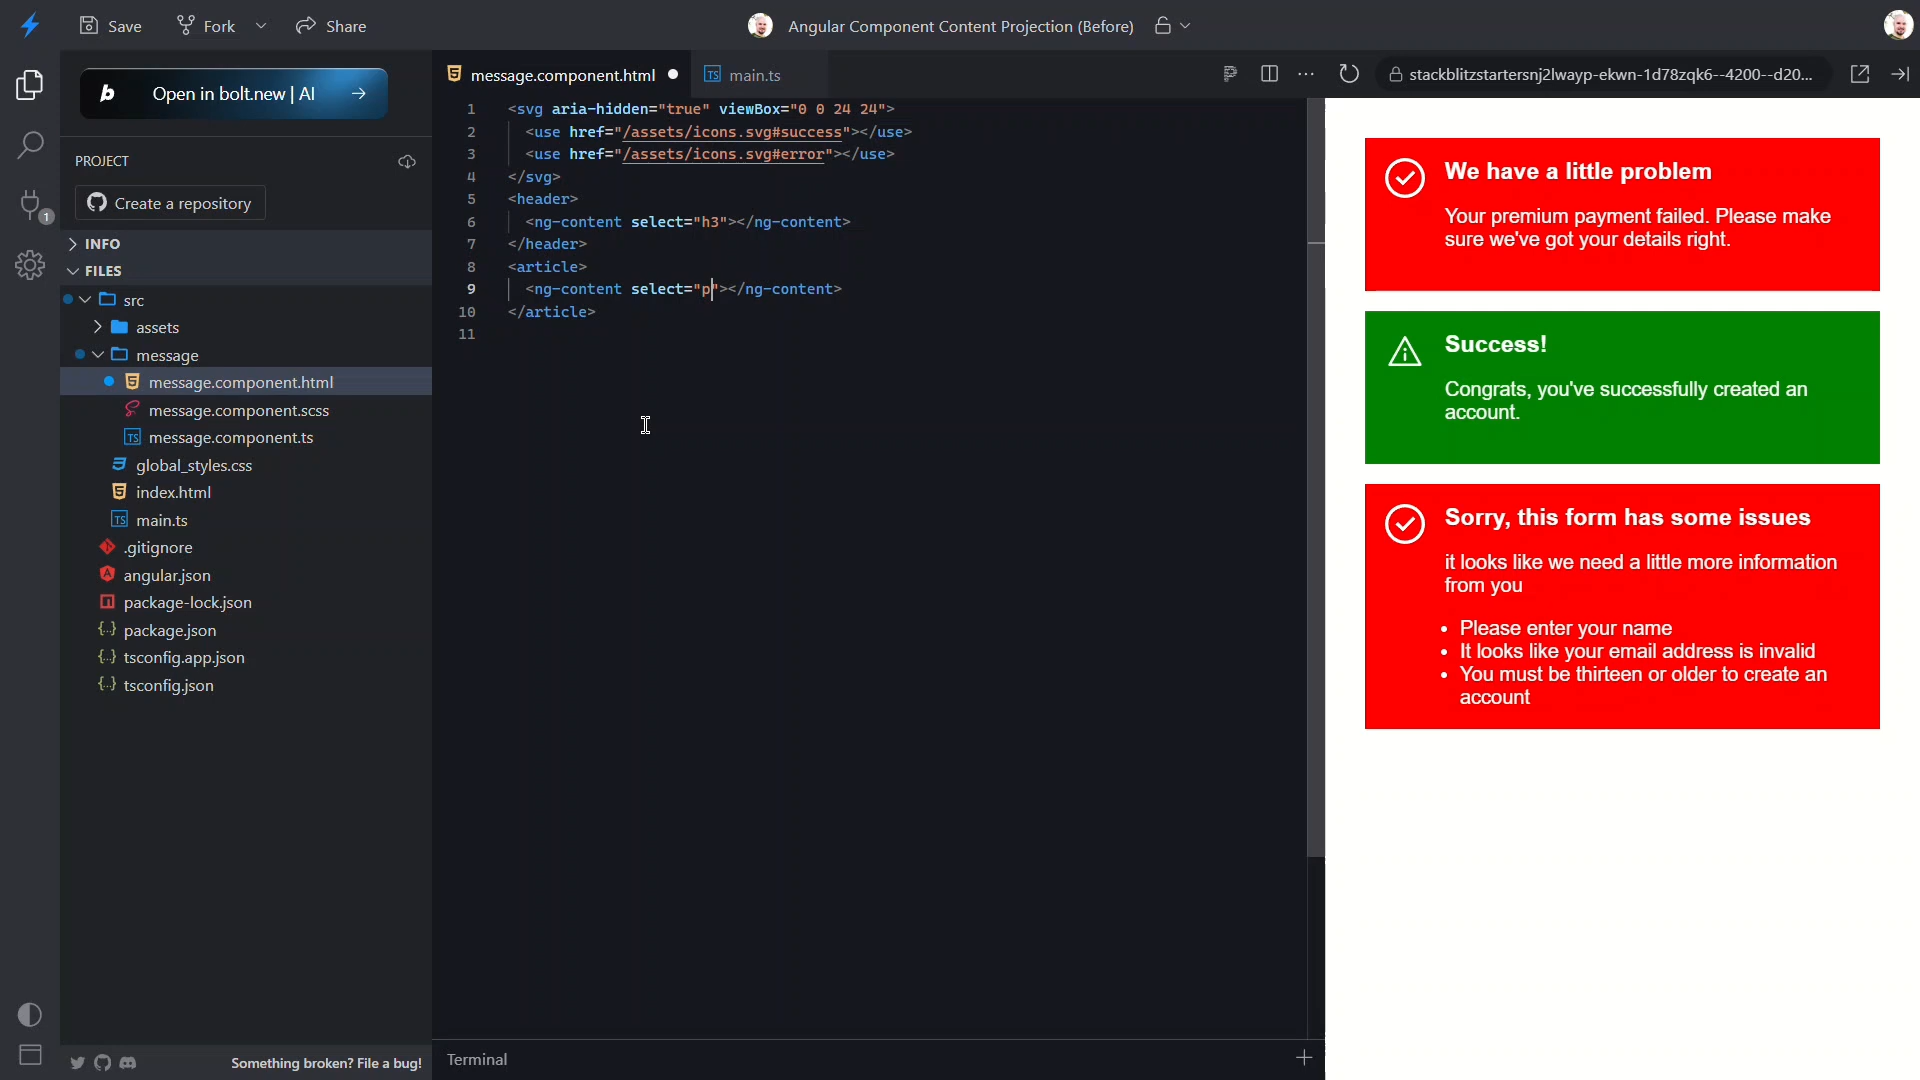 Save
Fork
Share
Angular Component Content Projection (Before)
b Open in bolt.new | AI
PROJECT
Create a repository
1
INFO
FILES
src
assets
message
message.component.html
message.component.scss
message.component.ts
global_styles.css
index.html
main.ts
.gitignore
angular.json
package-lock.json
package.json
tsconfig.app.json
tsconfig.json
Something broken? File a bug!
message.component.html
TS main.ts
1 <svg aria-hidden="true" viewBox="0 0 24 24">
2 <use href="/assets/icons.svg#success"></use>
3 <use href="/assets/icons.svg#error"></use>
4 </svg>
5 <header>
6 <ng-content select="h3"></ng-content>
7 </header>
8 <article>
9 <ng-content select="p"></ng-content>
10 </article>
11
Terminal
stackblitzstartersnj2lwayp-ekwn-1d78zqk6--4200--d20...
We have a little problem
Your premium payment failed. Please make
sure we've got your details right.
Success!
Congrats, you've successfully created an
account.
Sorry, this form has some issues
it looks like we need a little more information
from you
• Please enter your name
• It looks like your email address is invalid
• You must be thirteen or older to create an
account